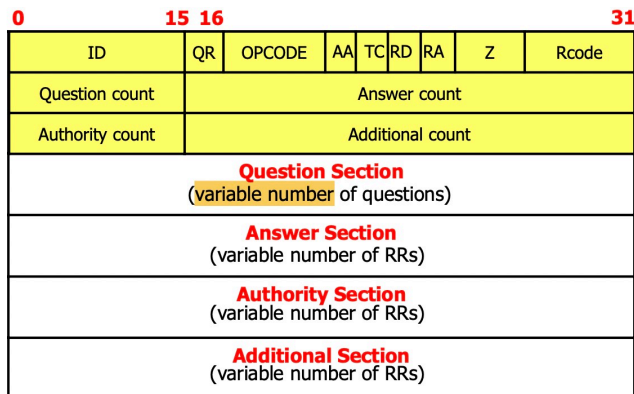 0 15 16 31
ID QR OPCODE AA TC RD RA Z Rcode
Question count Answer count
Authority count Additional count
Question Section
(variable number of questions)
Answer Section
(variable number of RRs)
Authority Section
(variable number of RRs)
Additional Section
(variable number of RRs)